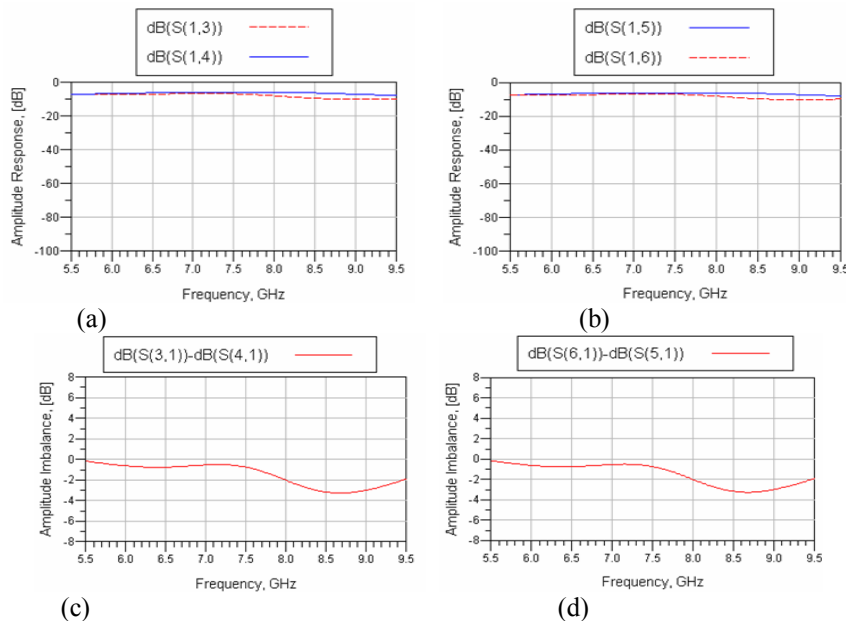 dB(S(1,3))
dB(S(1,4))
Amplitude Response, [dB]
0
-20
-40
-60
-80
-100
5.5 6.0 6.5 7.0 7.5 8.0 8.5 9.0 9.5
Frequency, GHz
(a)
dB(S(1,5))
dB(S(1,6))
Amplitude Response, [dB]
0
-20
-40
-60
-80
-100
5.5 6.0 6.5 7.0 7.5 8.0 8.5 9.0 9.5
Frequency, GHz
(b)
dB(S(3,1))-dB(S(4,1))
Amplitude Imbalance, [dB]
8
6
4
2
0
-2
-4
-6
-8
5.5 6.0 6.5 7.0 7.5 8.0 8.5 9.0 9.5
Frequency, GHz
(c)
dB(S(6,1))-dB(S(5,1))
Amplitude Imbalance, [dB]
8
6
4
2
0
-2
-4
-6
-8
5.5 6.0 6.5 7.0 7.5 8.0 8.5 9.0 9.5
Frequency, GHz
(d)